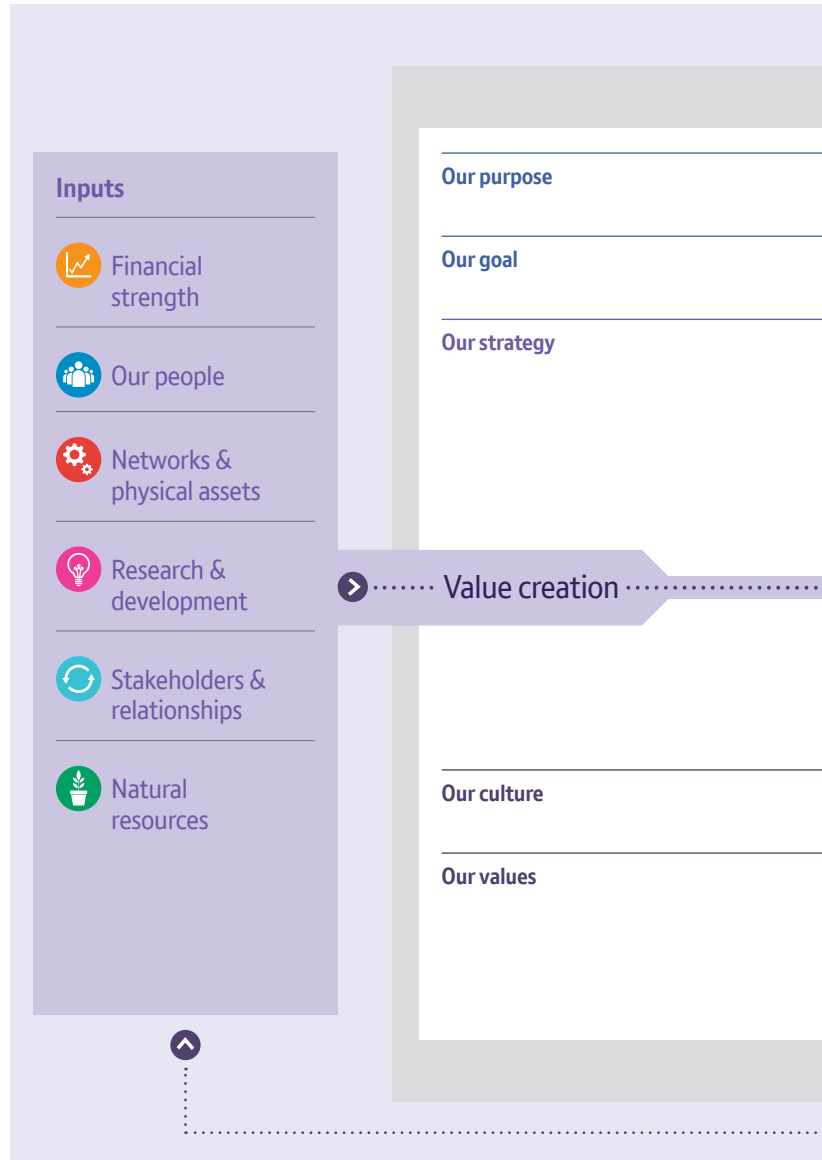 Inputs
Financial
strength
Our people
Networks &
physical assets
Research &
development
Stakeholders &
relationships
Natural
resources
Our purpose
Our goal
Our strategy
Value creation
Our culture
Our values